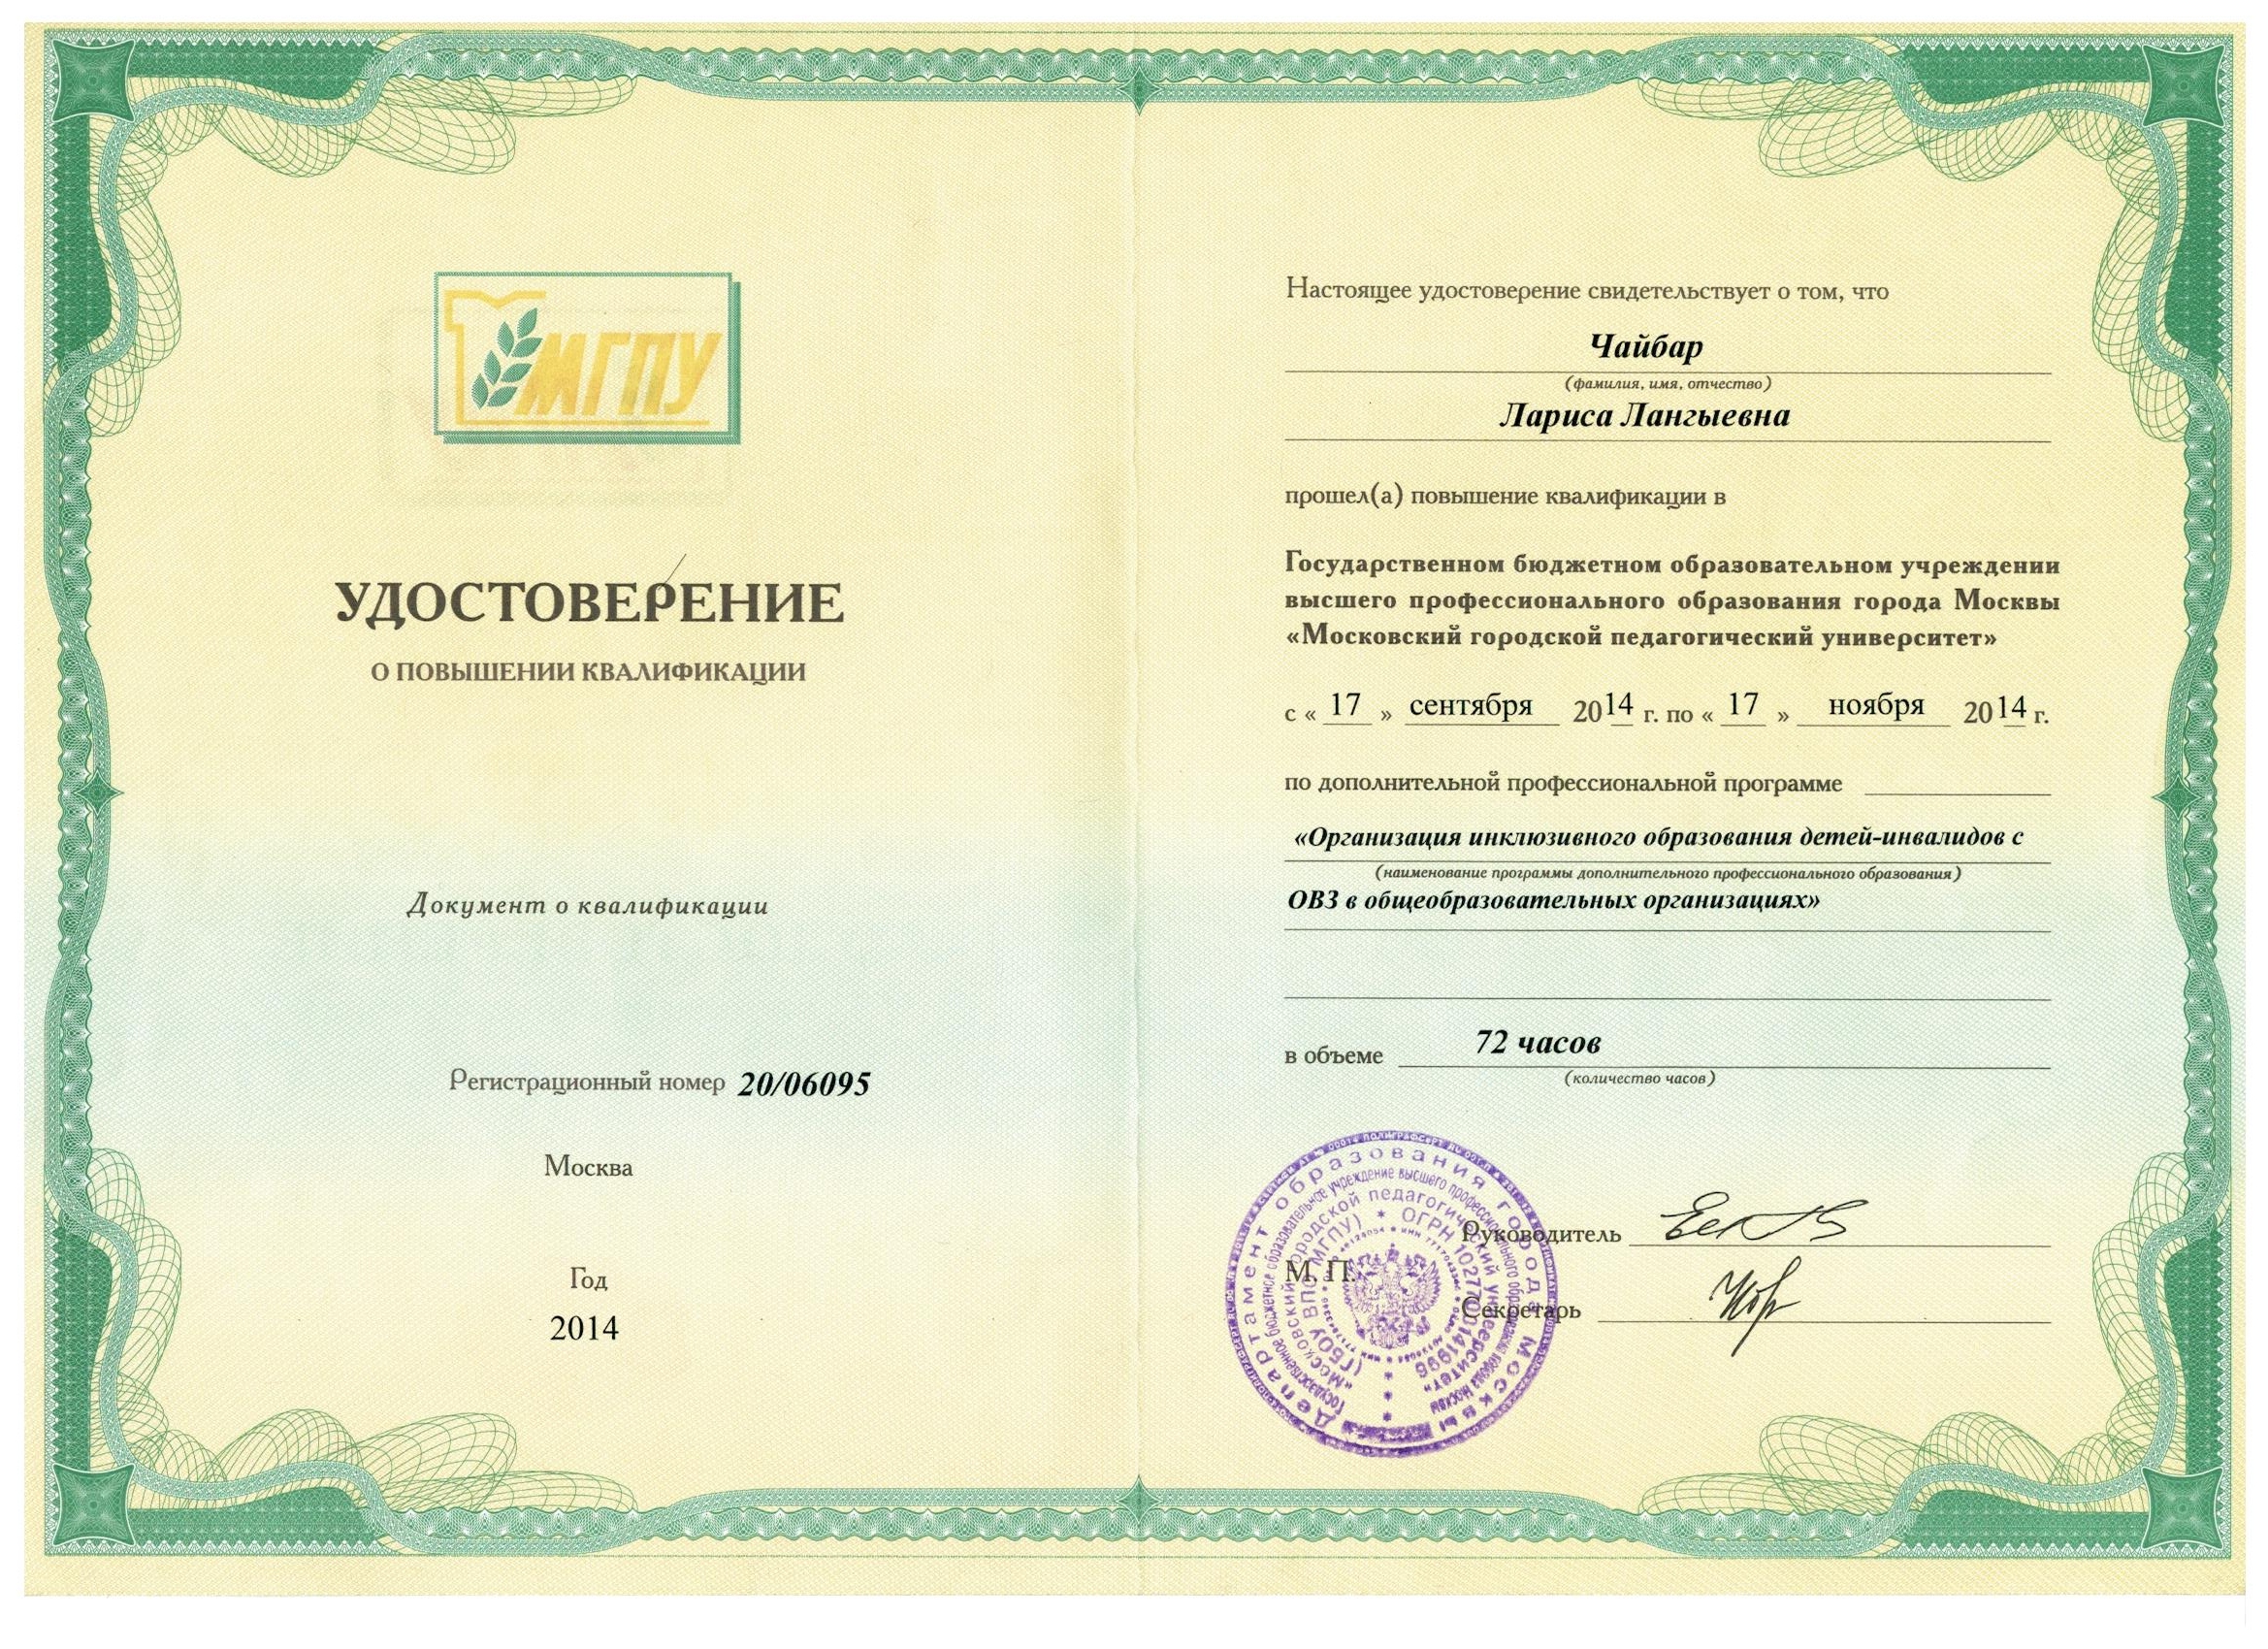 МГПУ
УДОСТОВЕРЕНИЕ
О ПОВЫШЕНИИ КВАЛИФИКАЦИИ
Документ о квалификации
Регистрационный номер 20/06095
Москва
Год
2014
Настоящее удостоверение свидетельствует о том, что
Чайбар
(фамилия, имя, отчество)
Лариса Лангыевна
прошел(а) повышение квалификации в
Государственном бюджетном образовательном учреждении
высшего профессионального образования города Москвы
«Московский городской педагогический университет»
с « 17 » сентября 2014 г. по « 17 » ноября 2014 г.
по дополнительной профессиональной программе
«Организация инклюзивного образования детей-инвалидов с
(наименование программы дополнительного профессионального образования)
ОВЗ в общеобразовательных организациях»
в объеме 72 часов
(количество часов)
Руководитель
М. П.
Секретарь
Департамент образования города Москвы
Государственное бюджетное образовательное учреждение высшего профессионального образования города Москвы
«Московский городской педагогический университет»
(ГБОУ ВПО МГПУ) * ОГРН 1027700141996